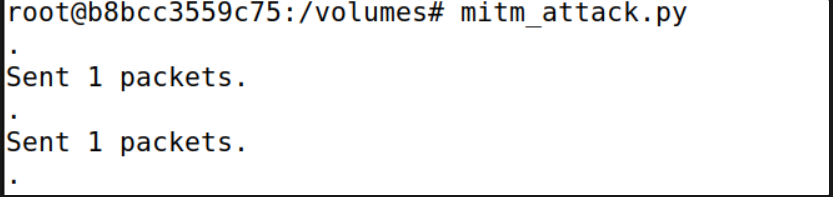 root@b8bcc3559c75:/volumes# mitm_attack.py
.
Sent 1 packets.
.
Sent 1 packets.
.